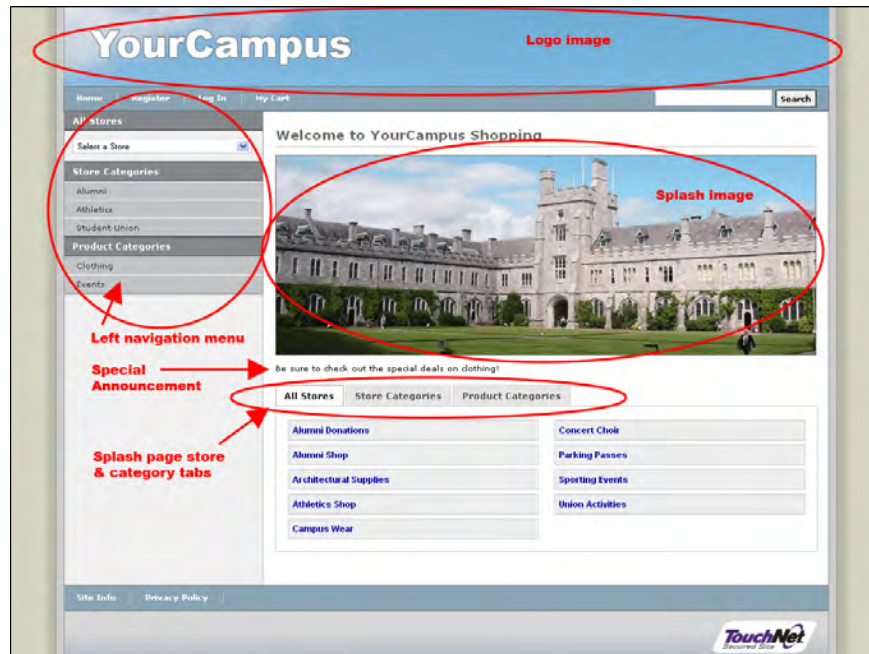 YourCampus
Logo image
Home Register Log In My Cart Search
All Stores
Select a Store
Welcome to YourCampus Shopping
Store Categories
Alumni
Athletics
Student Union
Splash image
Product Categories
Clothing
Events
Left navigation menu
Special
Announcement
Be sure to check out the special deals on clothing!
All Stores Store Categories Product Categories
Splash page store
& category tabs
Alumni Donations Concert Choir
Alumni Shop Parking Passes
Architectural Supplies Sporting Events
Athletics Shop Union Activities
Campus Wear
Site Info Privacy Policy
TouchNet
Secured Site